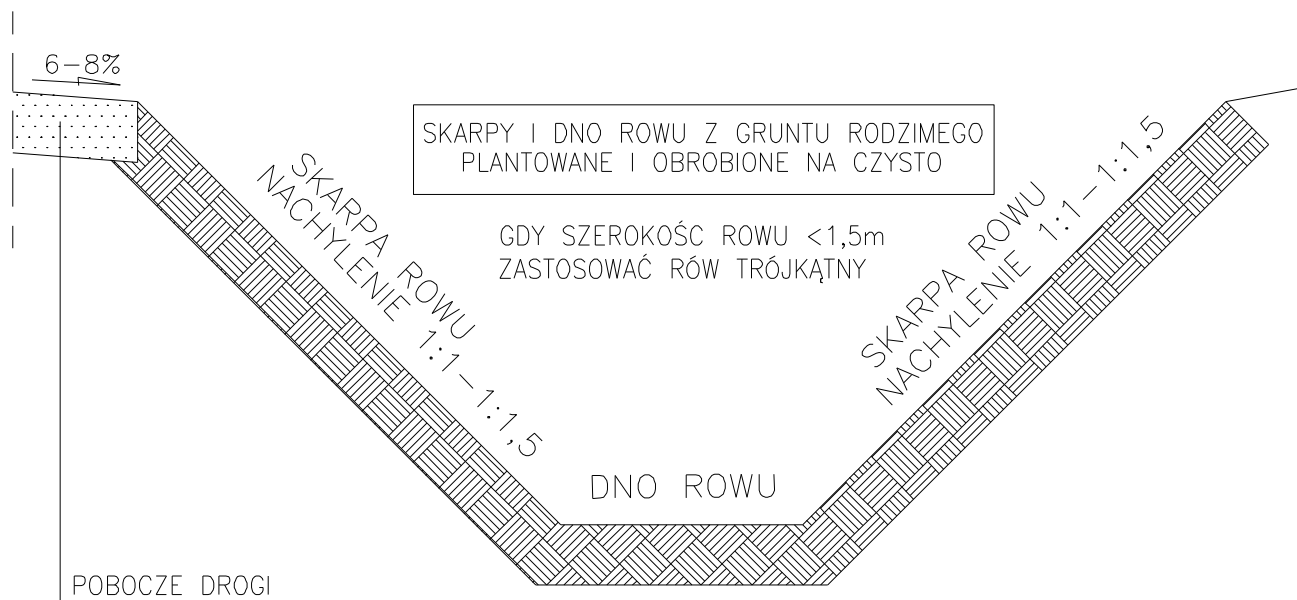 6-8%
SKARPY I DNO ROWU Z GRUNTU RODZIMEGO
PLANTOWANE I OBROBIONE NA CZYSTO
GDY SZEROKOŚC ROWU <1,5m
ZASTOSOWAĆ RÓW TRÓJKĄTNY
SKARPA ROWU
NACHYLENIE 1:1-1:1,5
SKARPA ROWU
NACHYLENIE 1:1-1:1,5
DNO ROWU
POBOCZE DROGI